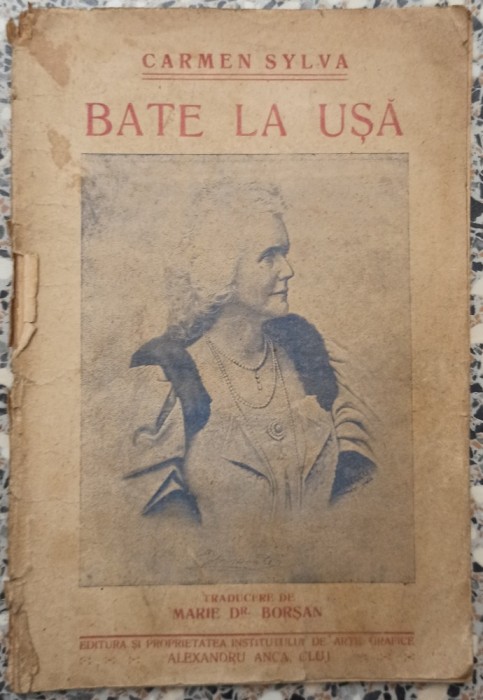 CARMEN SYLVA
BATE LA UȘĂ
TRADUCERE DE
MARIE DR. BORȘAN
EDITURA ȘI PROPRIETATEA INSTITUTULUI DE ARTE GRAFICE
ALEXANDRU ANCA, CLUJ